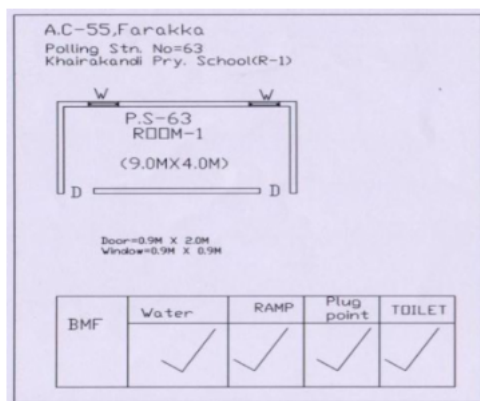 A.C-55,Farakka
Polling Stn. No=63
Khairakandi Pry. School(R-1)
W W
P.S-63
ROOM-1
(9.0MX4.0M)
D D
Door=0.9M X 2.0M
Window=0.9M X 0.9M
BMF Water RAMP Plug point TOILET